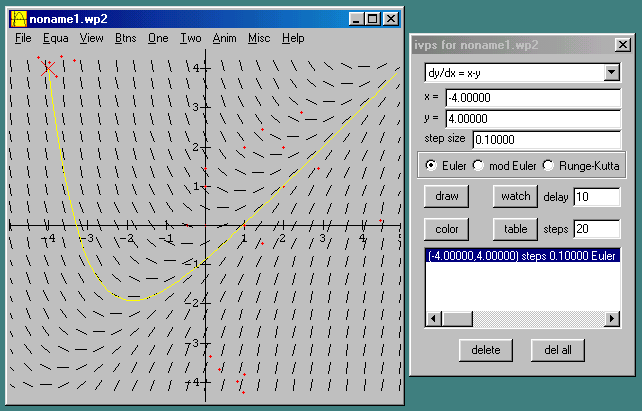 noname1.wp2
File Equa View Btns One Two Anim Misc Help
4
3
2
1
-4 -3 -2 -1 1 2 3 4
-1
-2
-3
-4
ivps for noname1.wp2
dy/dx = x-y
x = -4.00000
y = 4.00000
step size 0.10000
Euler mod Euler Runge-Kutta
draw watch delay 10
color table steps 20
(-4.00000,4.00000) steps 0.10000 Euler
delete del all